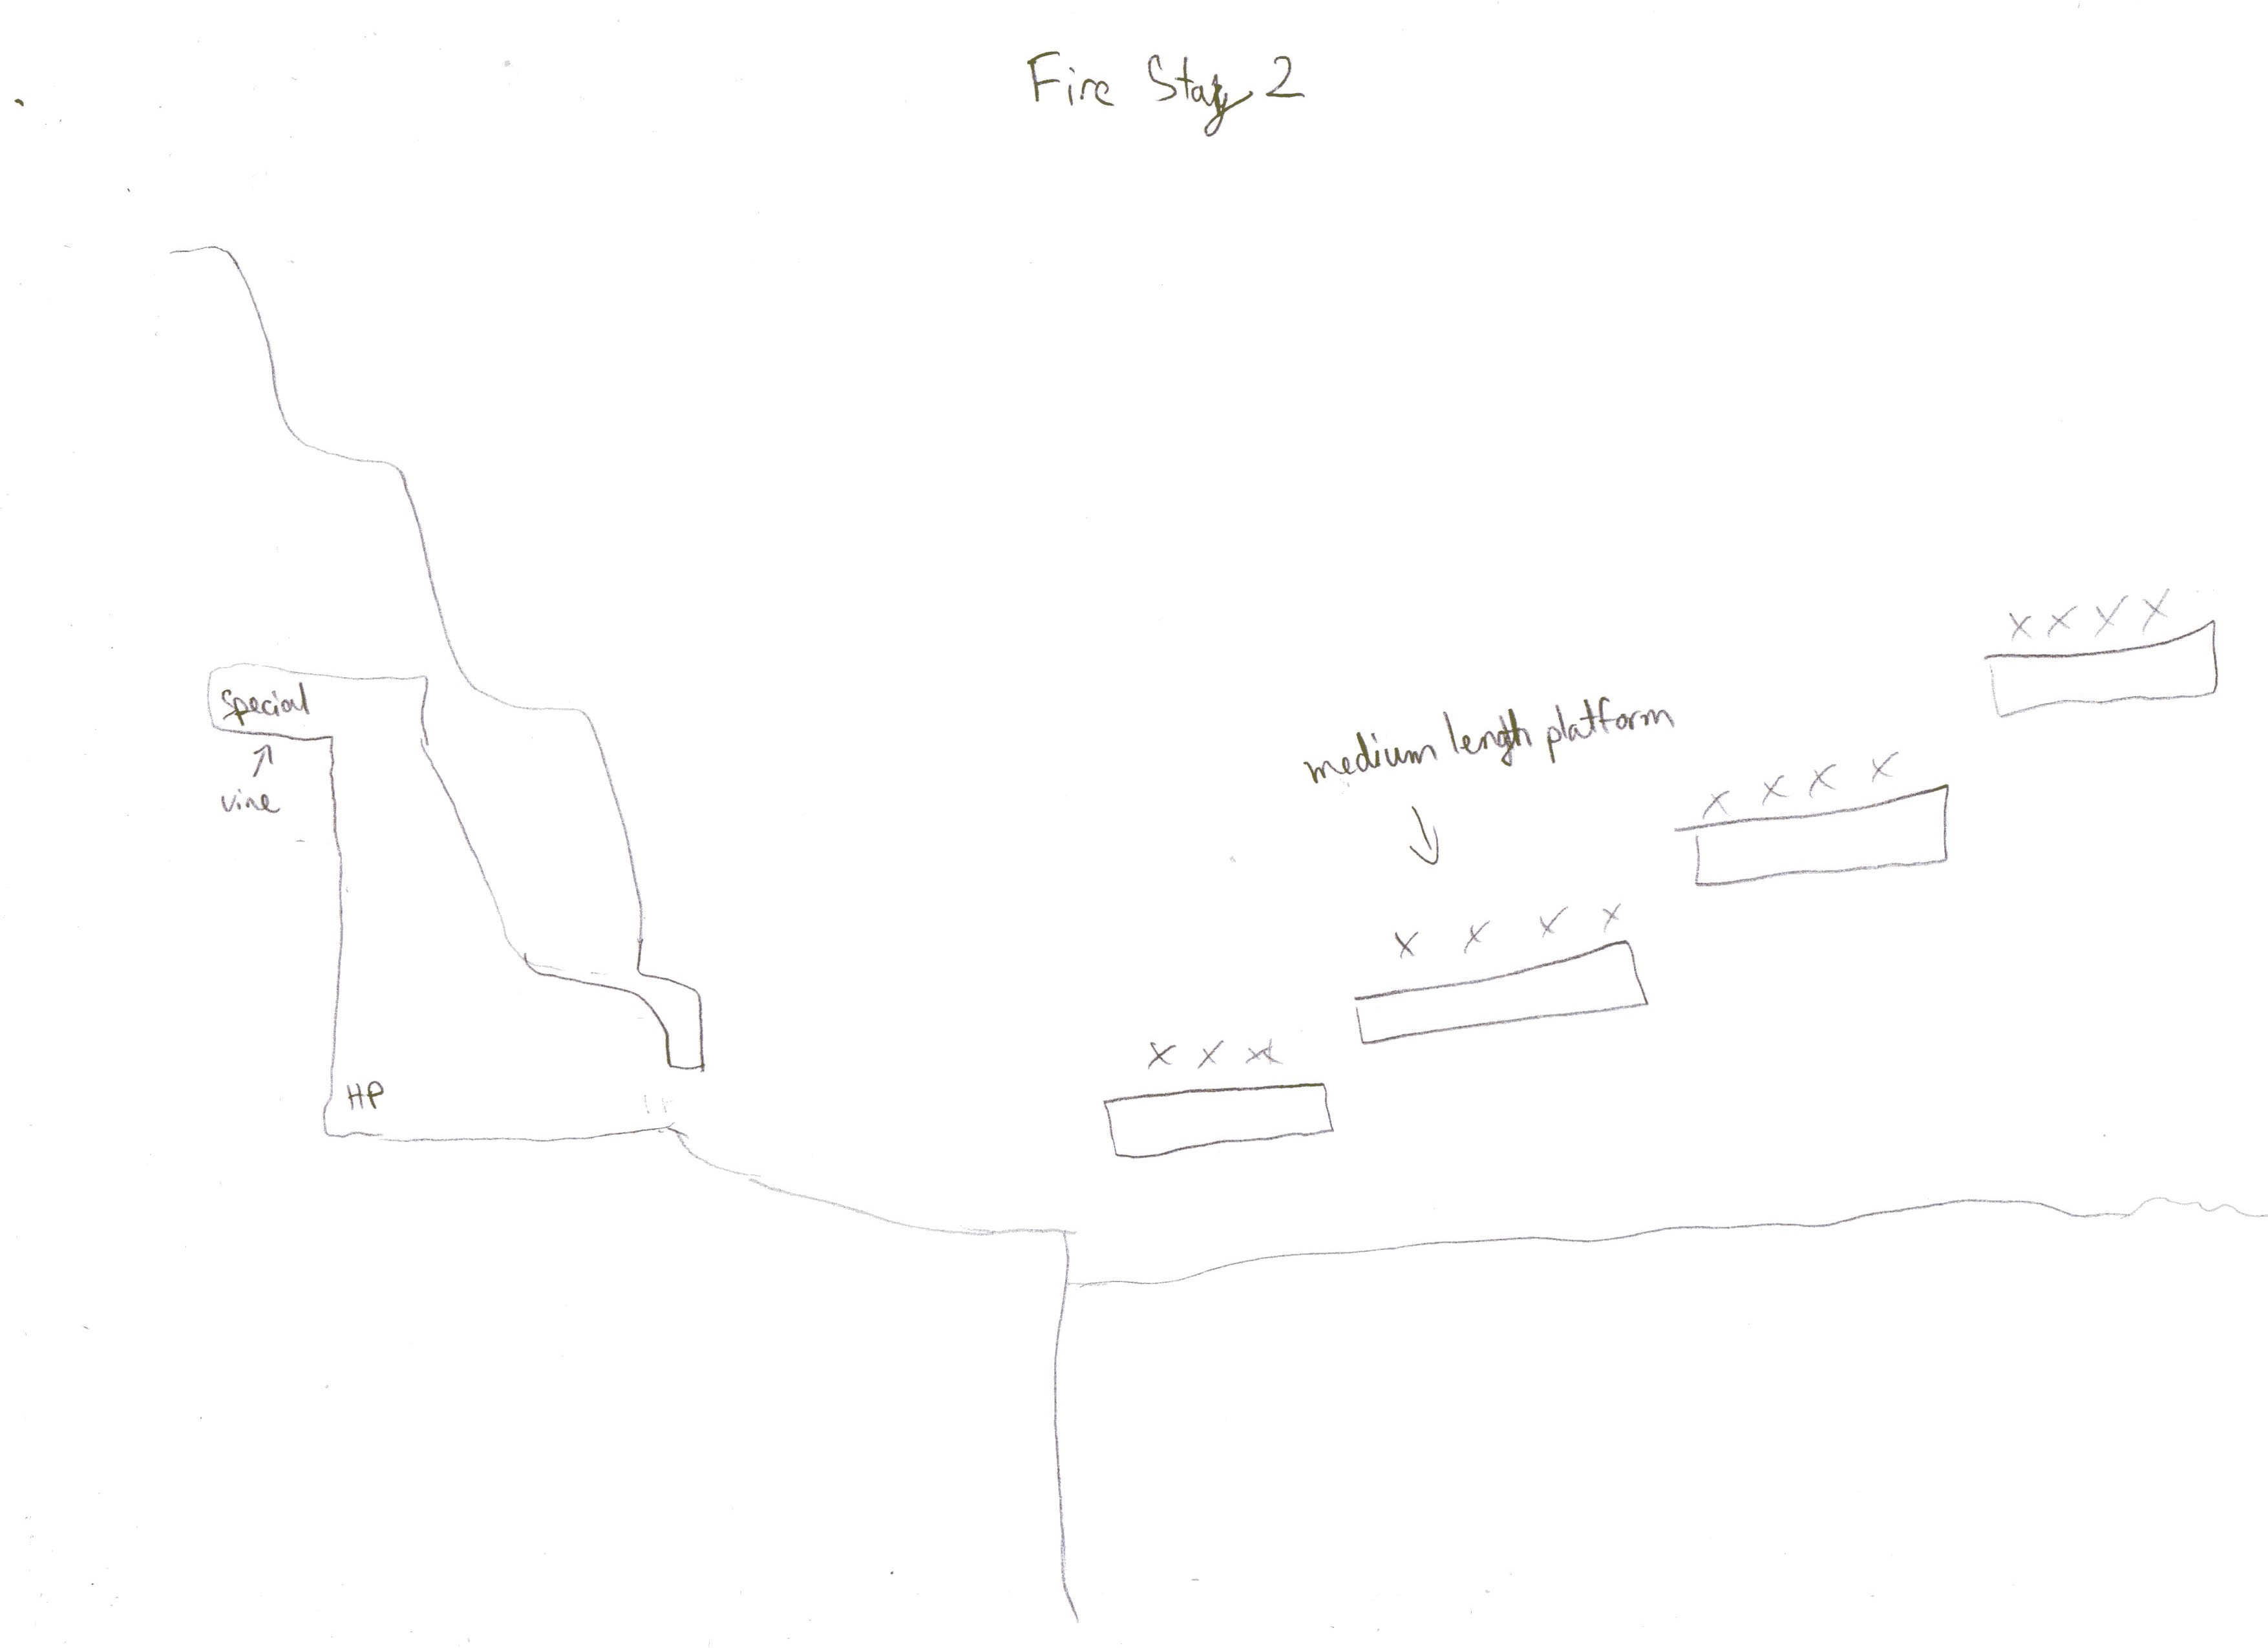 Fire Stage 2
Special
vine
medium length platform
HP